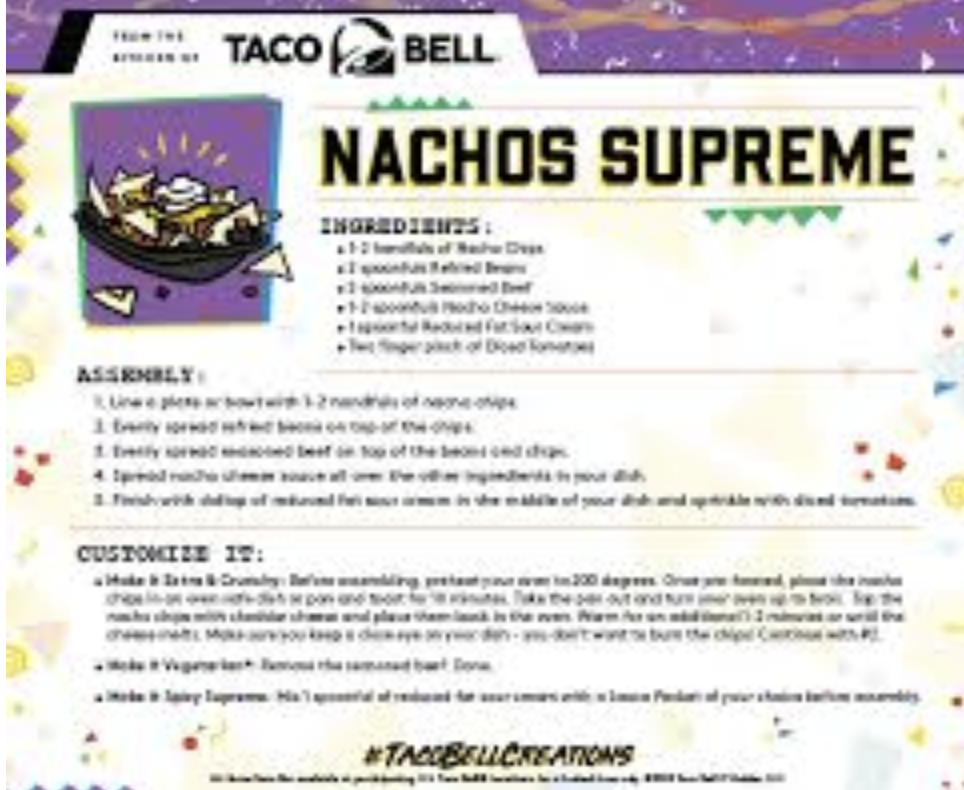 FROM THE
KITCHEN OF
TACO BELL
NACHOS SUPREME
INGREDIENTS:
• 1-2 handfuls of Nacho Chips
• 2 spoonfuls Refried Beans
• 2 spoonfuls Seasoned Beef
• 1-2 spoonfuls Nacho Cheese Sauce
• 1 spoonful Reduced Fat Sour Cream
• Two finger pinch of Diced Tomatoes
ASSEMBLY:
1. Line a plate or bowl with 1-2 handfuls of nacho chips.
2. Evenly spread refried beans on top of the chips.
3. Evenly spread seasoned beef on top of the beans and chips.
4. Spread nacho cheese sauce all over the other ingredients in your dish.
5. Finish with dollop of reduced fat sour cream in the middle of your dish and sprinkle with diced tomatoes.
CUSTOMIZE IT:
• Make It Extra & Crunchy: Before assembling, preheat your oven to 200 degrees. Once pre-heated, place the nacho
chips in an oven safe dish or pan and toast for 10 minutes. Take the pan out and turn your oven up to broil. Top the
nacho chips with cheddar cheese and place them back in the oven. Warm for an additional 1-2 minutes or until the
cheese melts. Make sure you keep a close eye on your dish - you don't want to burn the chips! Continue with #2.
• Make It Vegetarian*: Remove the seasoned beef. Done.
• Make It Spicy Supreme: Mix 1 spoonful of reduced fat sour cream with a Sauce Packet of your choice before assembly.
#TACOBELLCREATIONS